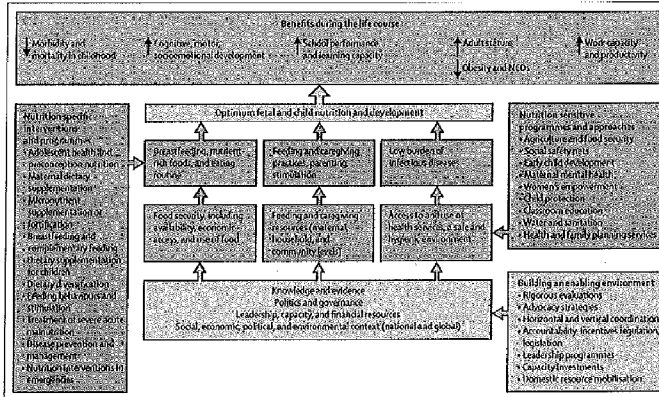 Benefits during the life course
Morbidity and
mortality in childhood
Cognitive, motor,
socioemotional development
School performance
and learning capacity
Adult stature
Obesity and NCDs
Work capacity
and productivity
Optimum fetal and child nutrition and development
Nutrition specific
interventions
and programmes
• Adolescent health and
preconception nutrition
• Maternal dietary
supplementation
• Micronutrient
supplementation or
fortification
• Breastfeeding and
complementary feeding
• Dietary supplementation
for children
• Dietary diversification
• Feeding behaviours and
stimulation
• Treatment of severe acute
malnutrition
• Disease prevention and
management
• Nutrition interventions in
emergencies
Breastfeeding, nutrient-
rich foods, and eating
routine
Feeding and caregiving
practices, parenting,
stimulation
Low burden of
infectious diseases
Food security, including
availability, economic
access, and use of food
Feeding and caregiving
resources (maternal,
household, and
community levels)
Access to and use of
health services, a safe and
hygienic environment
Knowledge and evidence
Politics and governance
Leadership, capacity, and financial resources
Social, economic, political, and environmental context (national and global)
Nutrition sensitive
programmes and approaches
• Agriculture and food security
• Social safety nets
• Early child development
• Maternal mental health
• Women's empowerment
• Child protection
• Classroom education
• Water and sanitation
• Health and family planning services
Building an enabling environment
• Rigorous evaluations
• Advocacy strategies
• Horizontal and vertical coordination
• Accountability, incentives regulation,
legislation
• Leadership programmes
• Capacity investments
• Domestic resource mobilisation